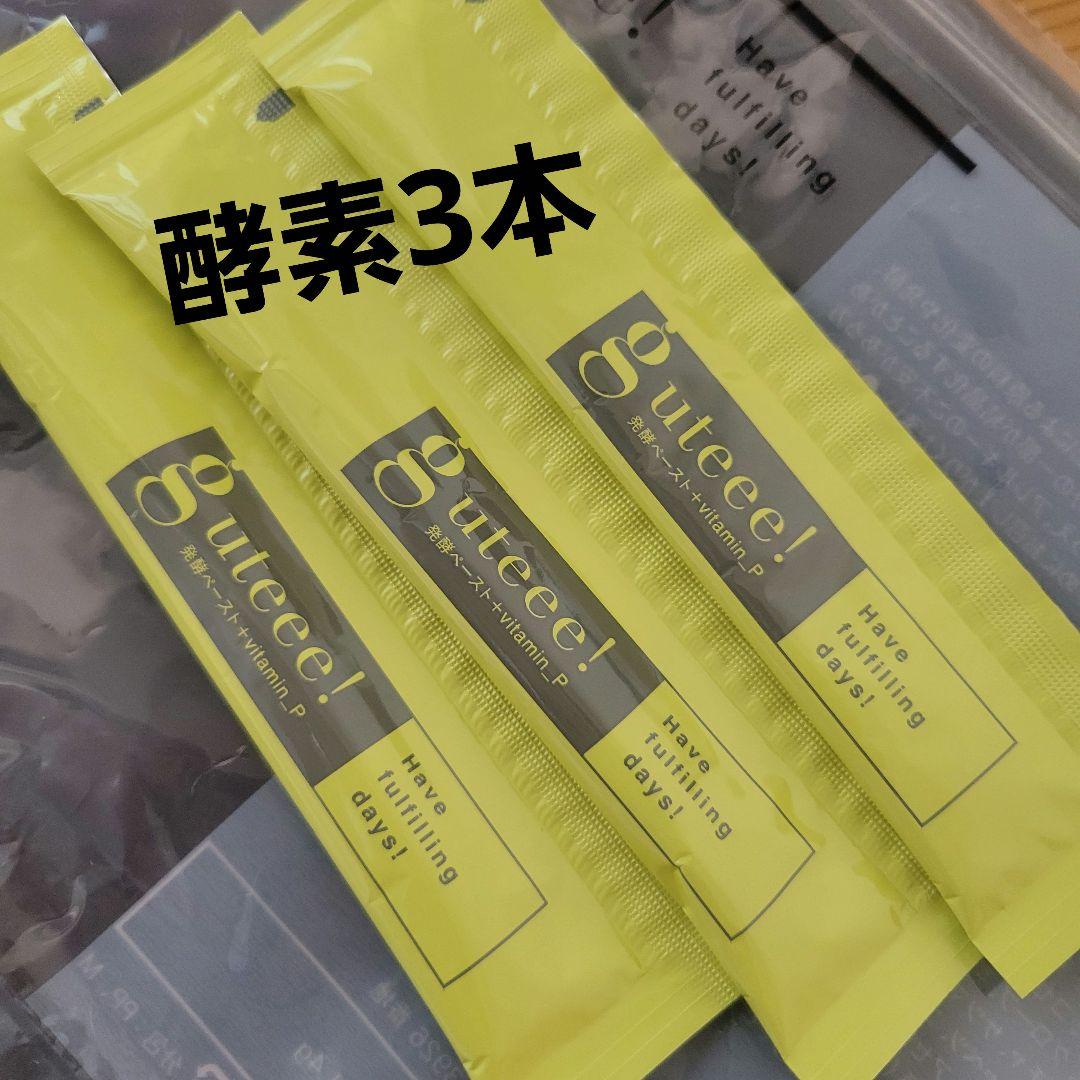 酵素3本
Have
fulfilling
days!
guteee!
発酵ペースト+vitamin_P
Have
fulfilling
days!
guteee!
発酵ペースト+vitamin_P
Have
fulfilling
days!
guteee!
発酵ペースト+vitamin_P
Have
fulfilling
days!